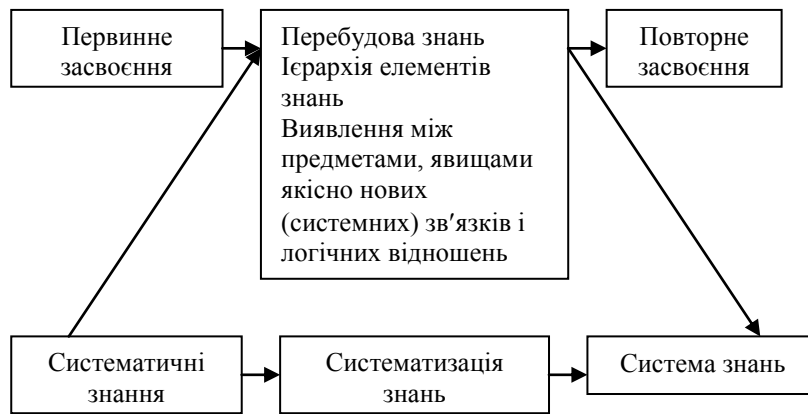 Первинне
засвоєння
Перебудова знань
Ієрархія елементів
знань
Виявлення між
предметами, явищами
якісно нових
(системних) зв′язків і
логічних відношень
Повторне
засвоєння
Систематичні
знання
Систематизація
знань
Система знань